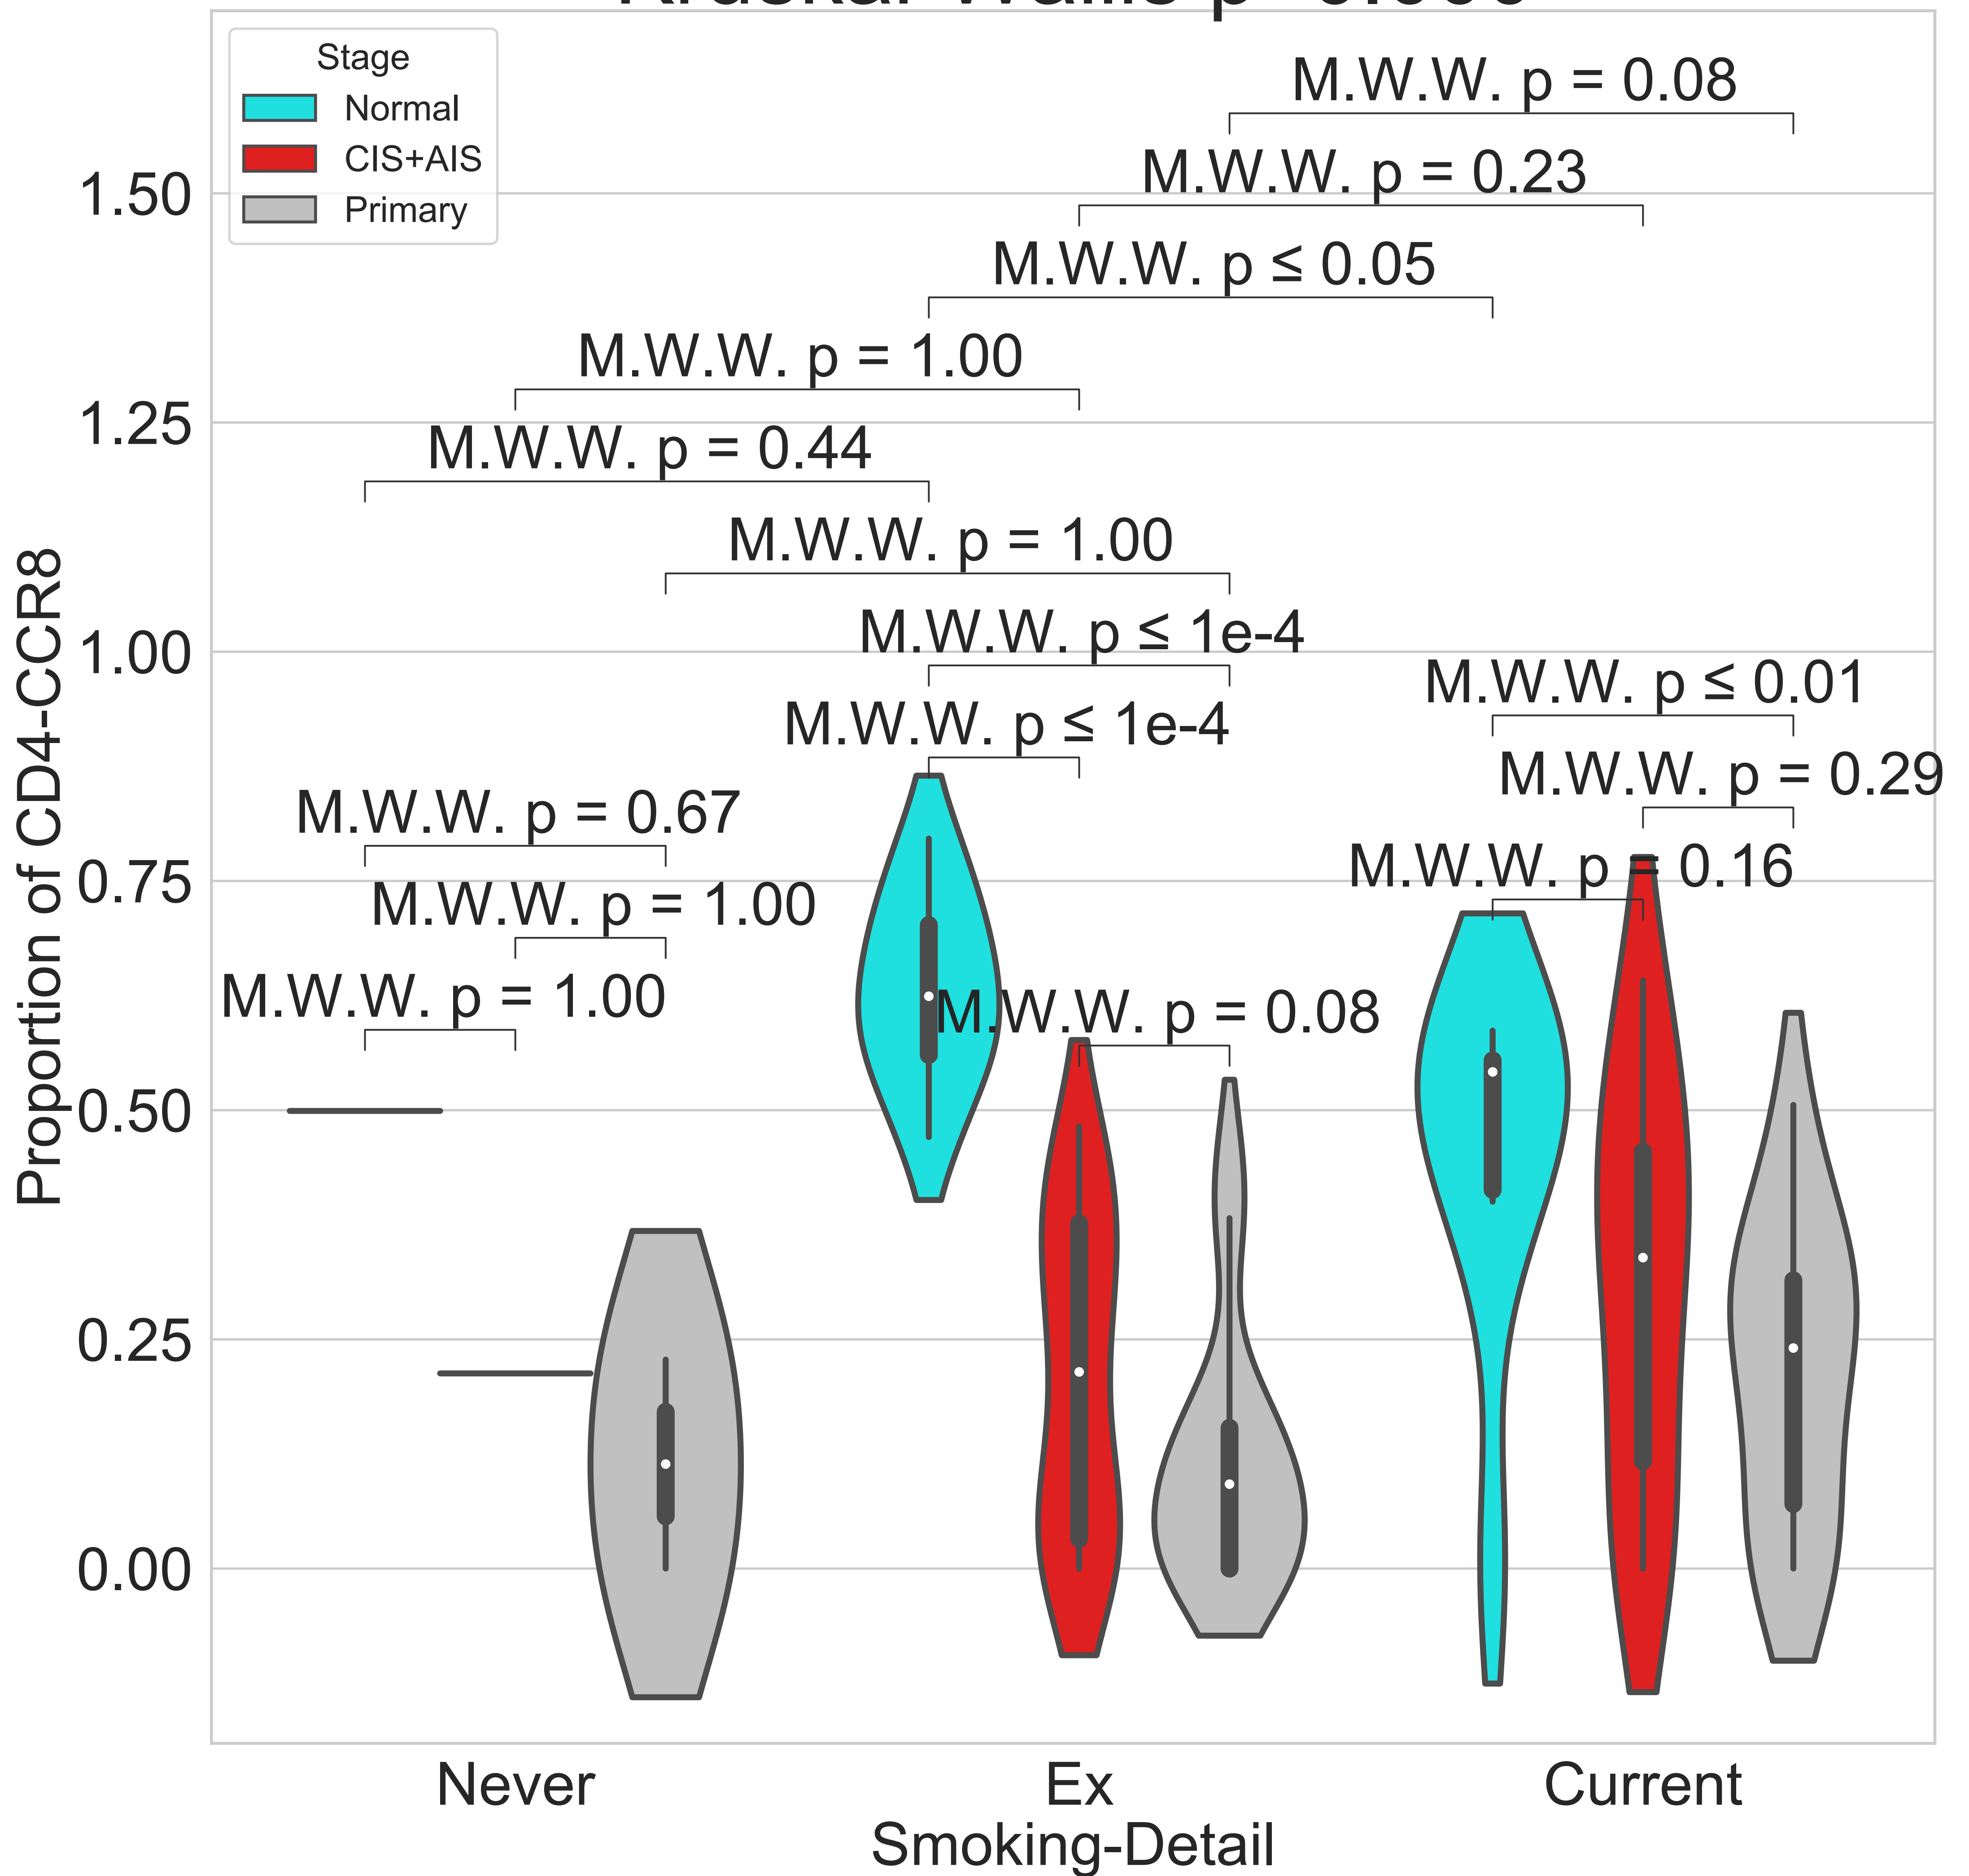 Stage
Normal
CIS+AIS
Primary
M.W.W. p = 0.08
M.W.W. p = 0.23
M.W.W. p ≤ 0.05
M.W.W. p = 1.00
M.W.W. p = 0.44
M.W.W. p = 1.00
M.W.W. p ≤ 1e-4
M.W.W. p ≤ 0.01
M.W.W. p ≤ 1e-4
M.W.W. p = 0.29
M.W.W. p = 0.67
M.W.W. p = 0.16
M.W.W. p = 1.00
M.W.W. p = 1.00
M.W.W. p = 0.08
1.50
1.25
1.00
0.75
0.50
0.25
0.00
Proportion of CD4-CCR8
Never
Ex
Current
Smoking-Detail